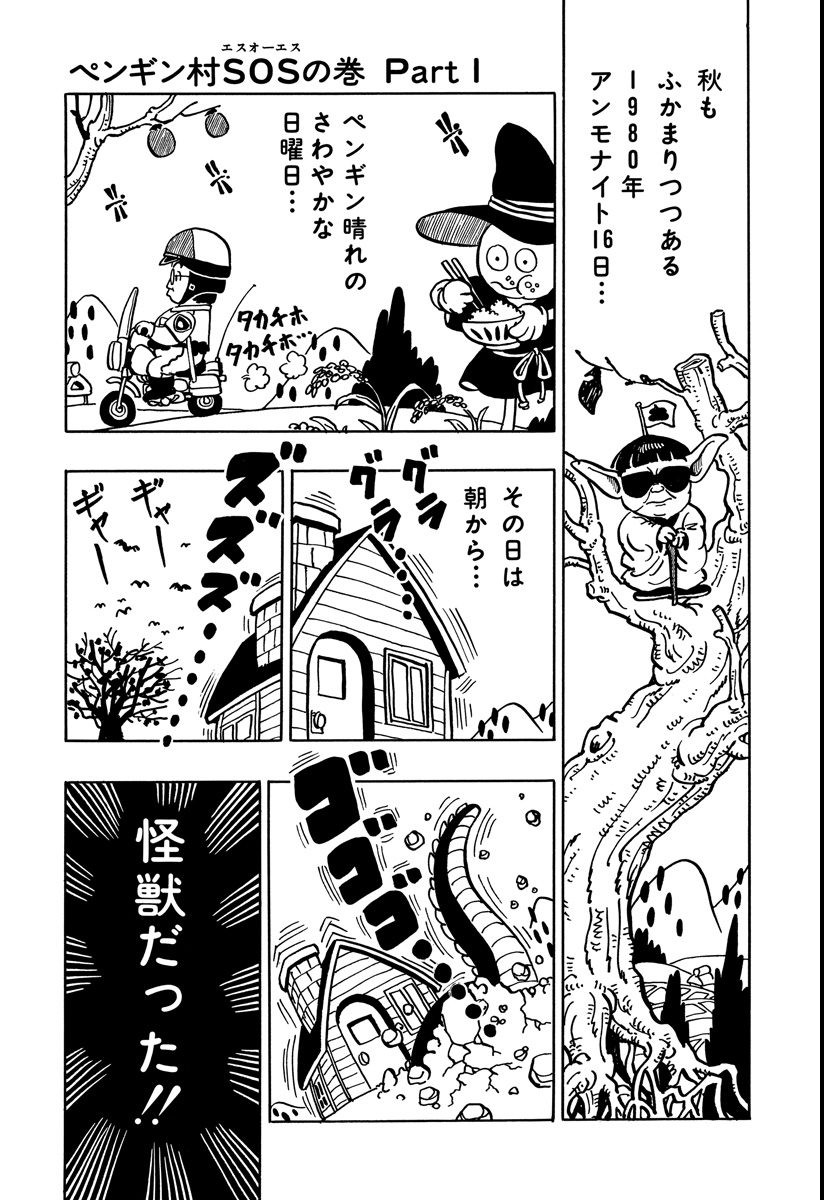 エスオーエス
ペンギン村SOSの巻 Part 1
秋も
ふかまりつつある
1980年
アンモナイト16日…
ペンギン晴れの
さわやかな
日曜日…
タカチホ
タカチホ…
その日は
朝から…
グラ
グラ…
ズズズ…
ギャー
ギャー
ゴゴゴゴ…
怪獣だった!!